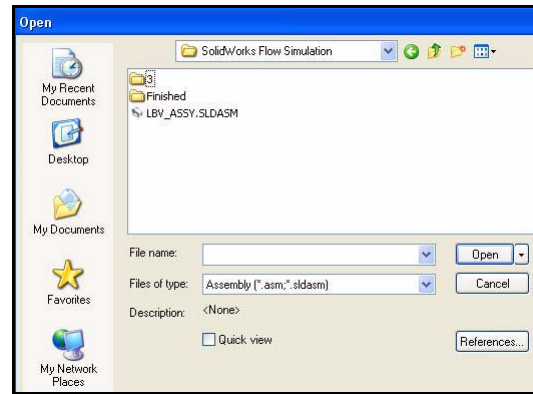 Open
SolidWorks Flow Simulation
My Recent
Documents
Desktop
My Documents
Favorites
My Network
Places
3
Finished
LBV_ASSY.SLDASM
File name:
Open
Files of type:
Assembly (*.asm;*.sldasm)
Cancel
Description:
<None>
Quick view
References...